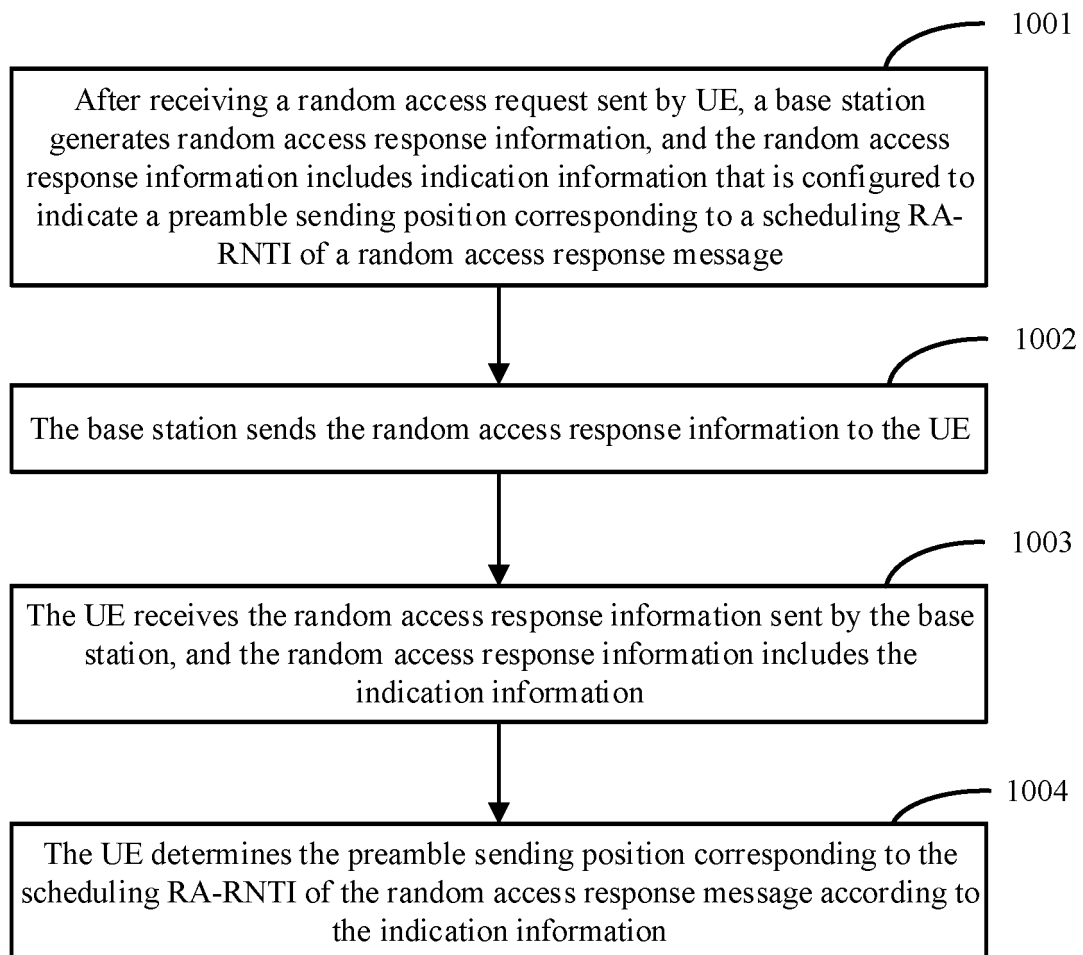 1001
After receiving a random access request sent by UE, a base station
generates random access response information, and the random access
response information includes indication information that is configured to
indicate a preamble sending position corresponding to a scheduling RA-
RNTI of a random access response message
1002
The base station sends the random access response information to the UE
1003
The UE receives the random access response information sent by the base
station, and the random access response information includes the
indication information
1004
The UE determines the preamble sending position corresponding to the
scheduling RA-RNTI of the random access response message according to
the indication information